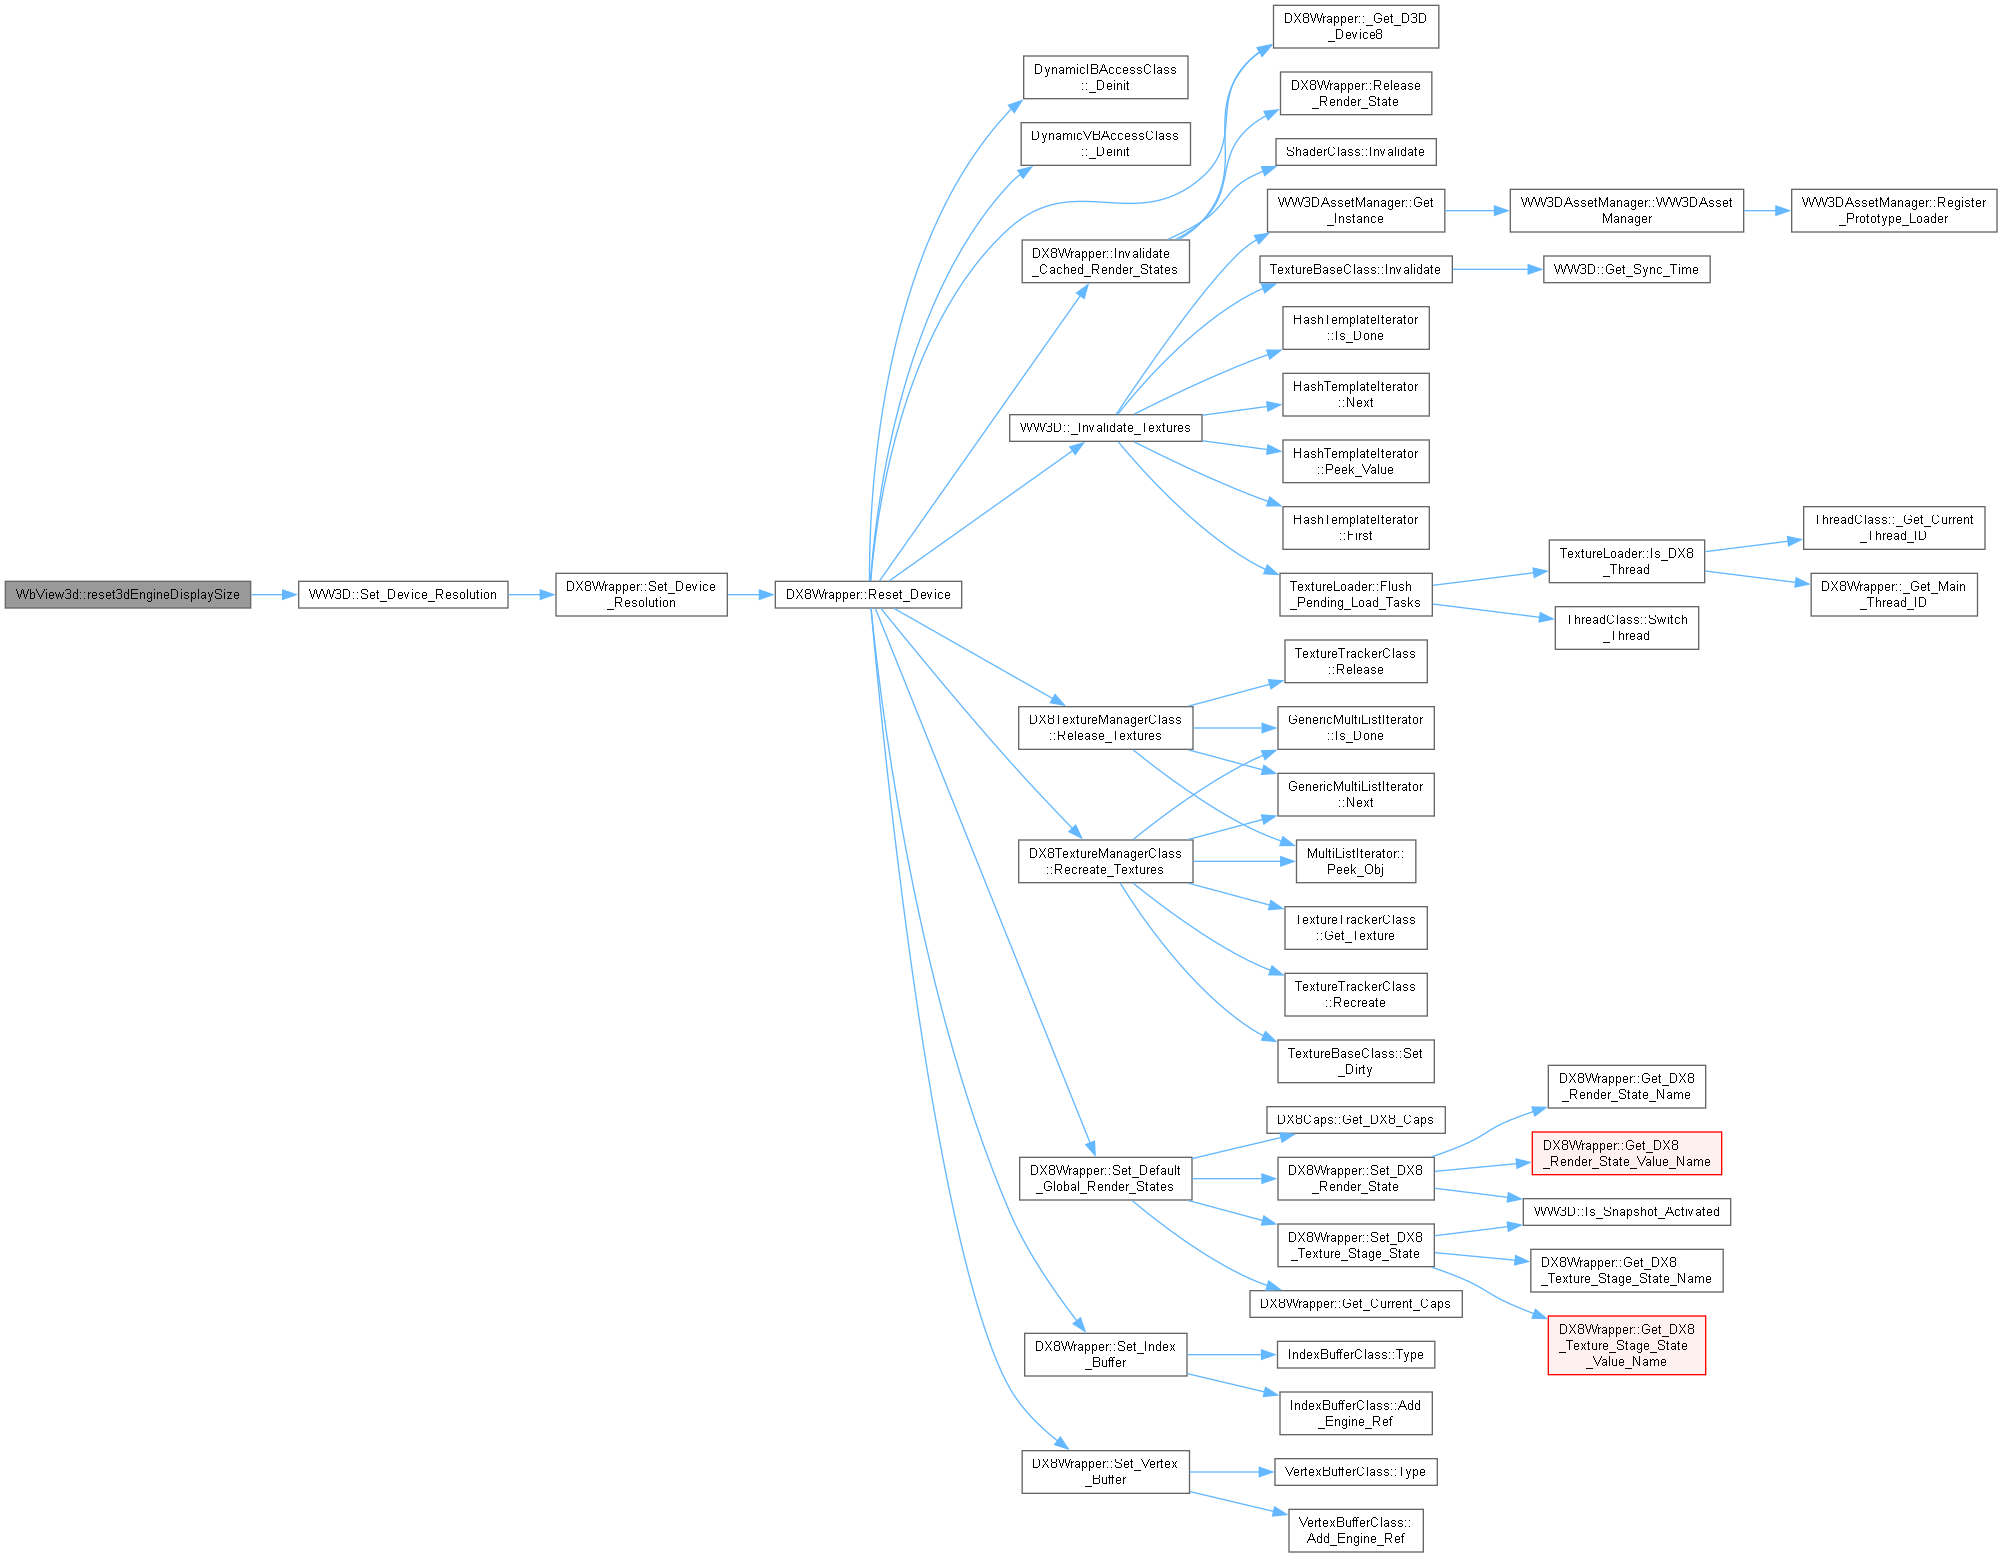 WbView3d::reset3dEngineDisplaySize
WW3D::Set_Device_Resolution
DX8Wrapper::Set_Device
_Resolution
DX8Wrapper::Reset_Device
DynamicIBAccessClass
::_Deinit
DynamicVBAccessClass
::_Deinit
DX8Wrapper::Invalidate
_Cached_Render_States
WW3D::_Invalidate_Textures
DX8TextureManagerClass
::Release_Textures
DX8TextureManagerClass
::Recreate_Textures
DX8Wrapper::Set_Default
_Global_Render_States
DX8Wrapper::Set_Index
_Buffer
DX8Wrapper::Set_Vertex
_Buffer
DX8Wrapper::_Get_D3D
_Device8
DX8Wrapper::Release
_Render_State
ShaderClass::Invalidate
WW3DAssetManager::Get
_Instance
TextureBaseClass::Invalidate
HashTemplateIterator
::Is_Done
HashTemplateIterator
::Next
HashTemplateIterator
::Peek_Value
HashTemplateIterator
::First
TextureLoader::Flush
_Pending_Load_Tasks
TextureTrackerClass
::Release
GenericMultiListIterator
::Is_Done
GenericMultiListIterator
::Next
MultiListIterator::
Peek_Obj
TextureTrackerClass
::Get_Texture
TextureTrackerClass
::Recreate
TextureBaseClass::Set
_Dirty
DX8Caps::Get_DX8_Caps
DX8Wrapper::Set_DX8
_Render_State
DX8Wrapper::Set_DX8
_Texture_Stage_State
DX8Wrapper::Get_Current_Caps
IndexBufferClass::Type
IndexBufferClass::Add
_Engine_Ref
VertexBufferClass::Type
VertexBufferClass::
Add_Engine_Ref
WW3DAssetManager::WW3DAsset
Manager
WW3D::Get_Sync_Time
TextureLoader::Is_DX8
_Thread
ThreadClass::Switch
_Thread
DX8Wrapper::Get_DX8
_Render_State_Name
DX8Wrapper::Get_DX8
_Render_State_Value_Name
WW3D::Is_Snapshot_Activated
DX8Wrapper::Get_DX8
_Texture_Stage_State_Name
DX8Wrapper::Get_DX8
_Texture_Stage_State
_Value_Name
WW3DAssetManager::Register
_Prototype_Loader
ThreadClass::_Get_Current
_Thread_ID
DX8Wrapper::_Get_Main
_Thread_ID